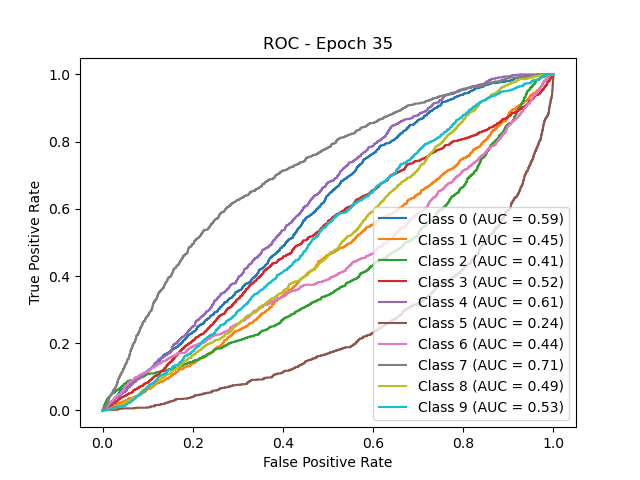 ROC - Epoch 35
True Positive Rate
1.0
0.8
0.6
0.4
0.2
0.0
Class 0 (AUC = 0.59)
Class 1 (AUC = 0.45)
Class 2 (AUC = 0.41)
Class 3 (AUC = 0.52)
Class 4 (AUC = 0.61)
Class 5 (AUC = 0.24)
Class 6 (AUC = 0.44)
Class 7 (AUC = 0.71)
Class 8 (AUC = 0.49)
Class 9 (AUC = 0.53)
0.0 0.2 0.4 0.6 0.8 1.0
False Positive Rate